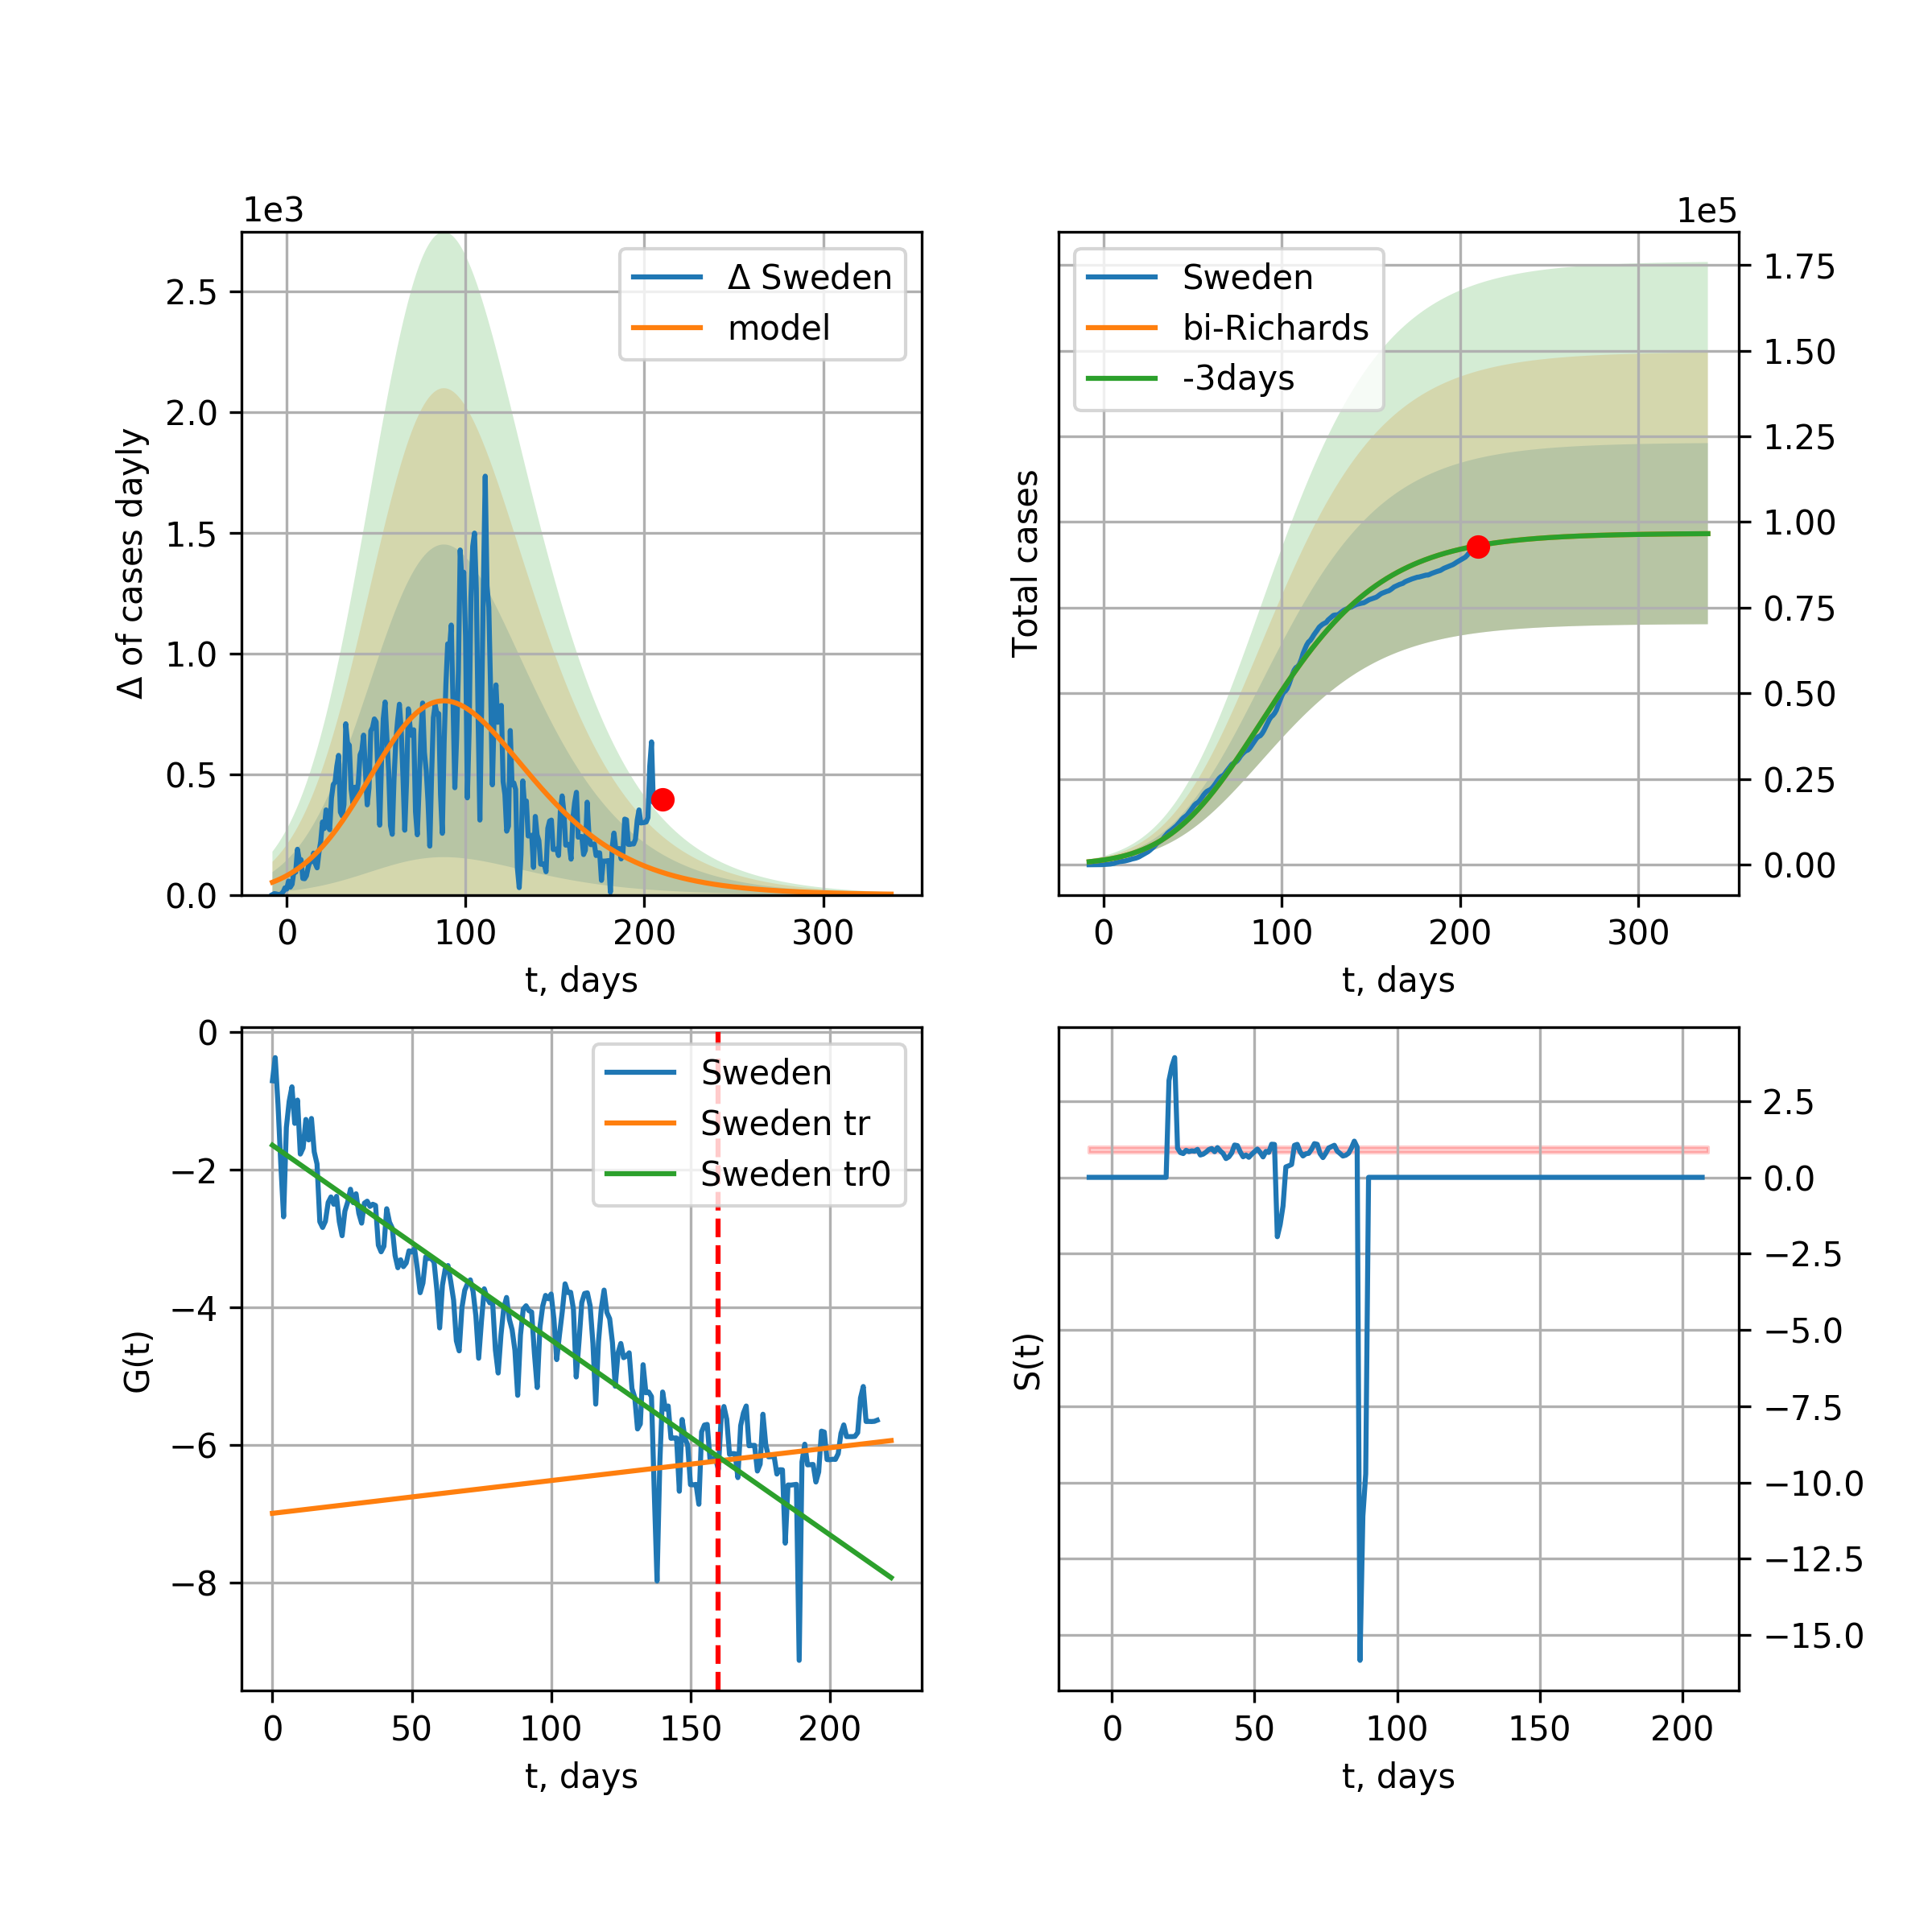 1e3
Δ of cases dayly
2.5
2.0
1.5
1.0
0.5
0.0
Δ Sweden
model
0 100 200 300
t, days
1e5
Total cases
Sweden
bi-Richards
-3days
1.75
1.50
1.25
1.00
0.75
0.50
0.25
0.00
0 100 200 300
t, days
G(t)
0
−2
−4
−6
−8
Sweden
Sweden tr
Sweden tr0
0 50 100 150 200
t, days
S(t)
2.5
0.0
−2.5
−5.0
−7.5
−10.0
−12.5
−15.0
0 50 100 150 200
t, days